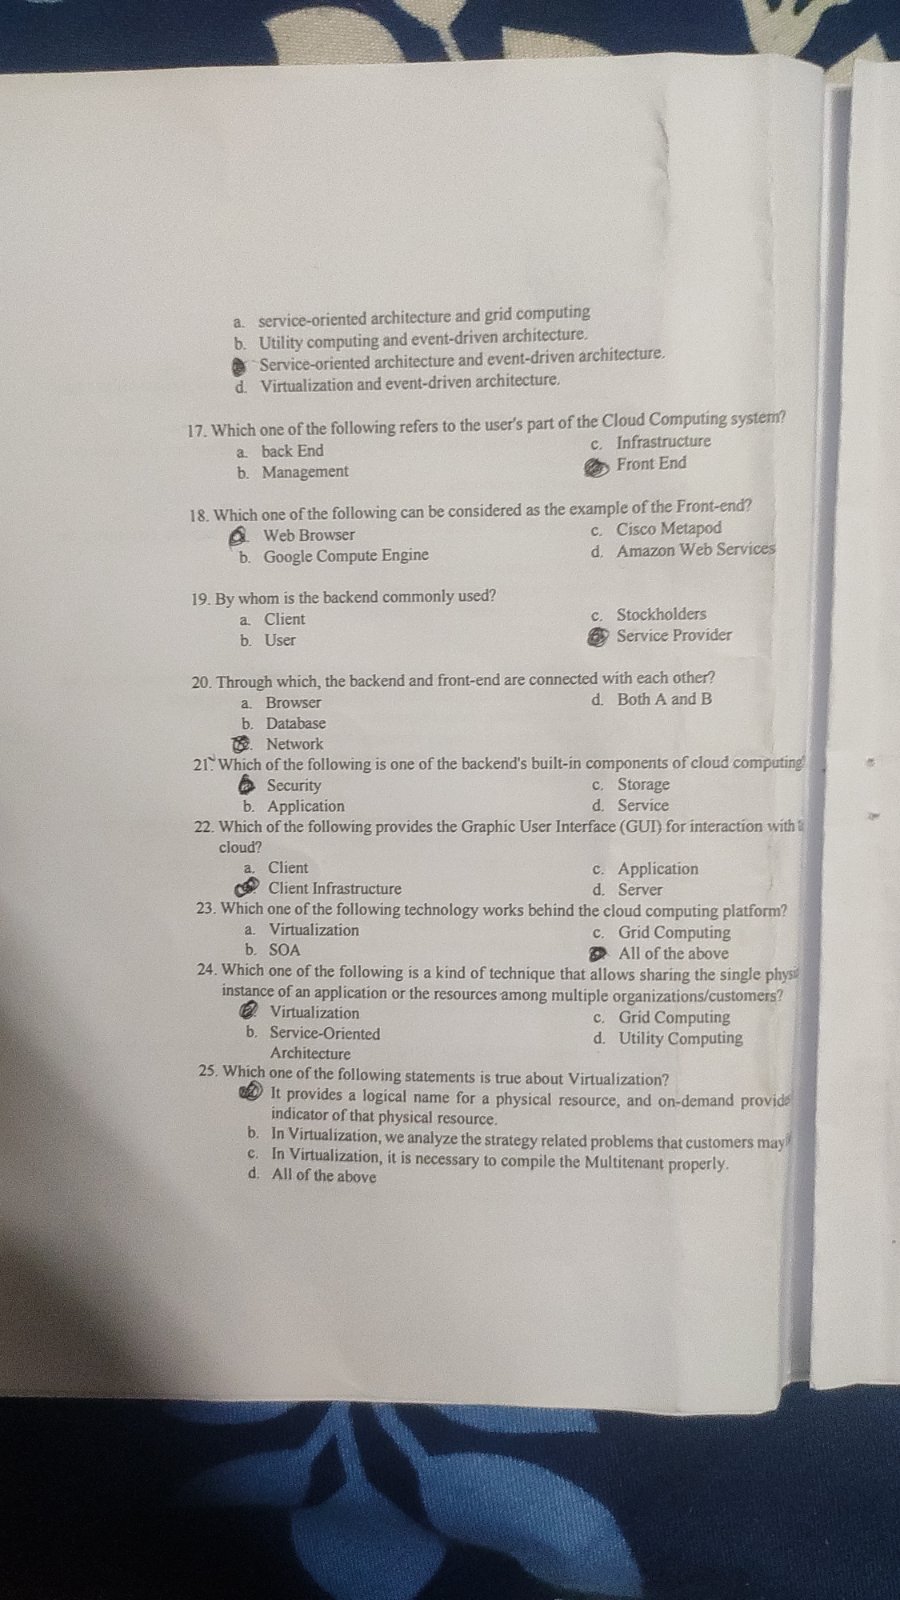 a. service-oriented architecture and grid computing
b. Utility computing and event-driven architecture.
Service-oriented architecture and event-driven architecture.
d. Virtualization and event-driven architecture.
17. Which one of the following refers to the user's part of the Cloud Computing system?
a. back End
b. Management
c. Infrastructure
Front End
18. Which one of the following can be considered as the example of the Front-end?
Web Browser
b. Google Compute Engine
c. Cisco Metapod
d. Amazon Web Services
19. By whom is the backend commonly used?
a. Client
b. User
c. Stockholders
Service Provider
20. Through which, the backend and front-end are connected with each other?
a. Browser
b. Database
Network
d. Both A and B
21. Which of the following is one of the backend's built-in components of cloud computing
Security
b. Application
c. Storage
d. Service
22. Which of the following provides the Graphic User Interface (GUI) for interaction with
cloud?
a. Client
Client Infrastructure
c. Application
d. Server
23. Which one of the following technology works behind the cloud computing platform?
a. Virtualization
b. SOA
c. Grid Computing
All of the above
24. Which one of the following is a kind of technique that allows sharing the single
instance of an application or the resources among multiple organizations/customers?
Virtualization
b. Service-Oriented
Architecture
c. Grid Computing
d. Utility Computing
25. Which one of the following statements is true about Virtualization?
It provides a logical name for a physical resource, and on-demand provide
indicator of that physical resource.
b. In Virtualization, we analyze the strategy related problems that customers may
c. In Virtualization, it is necessary to compile the Multitenant properly.
d. All of the above